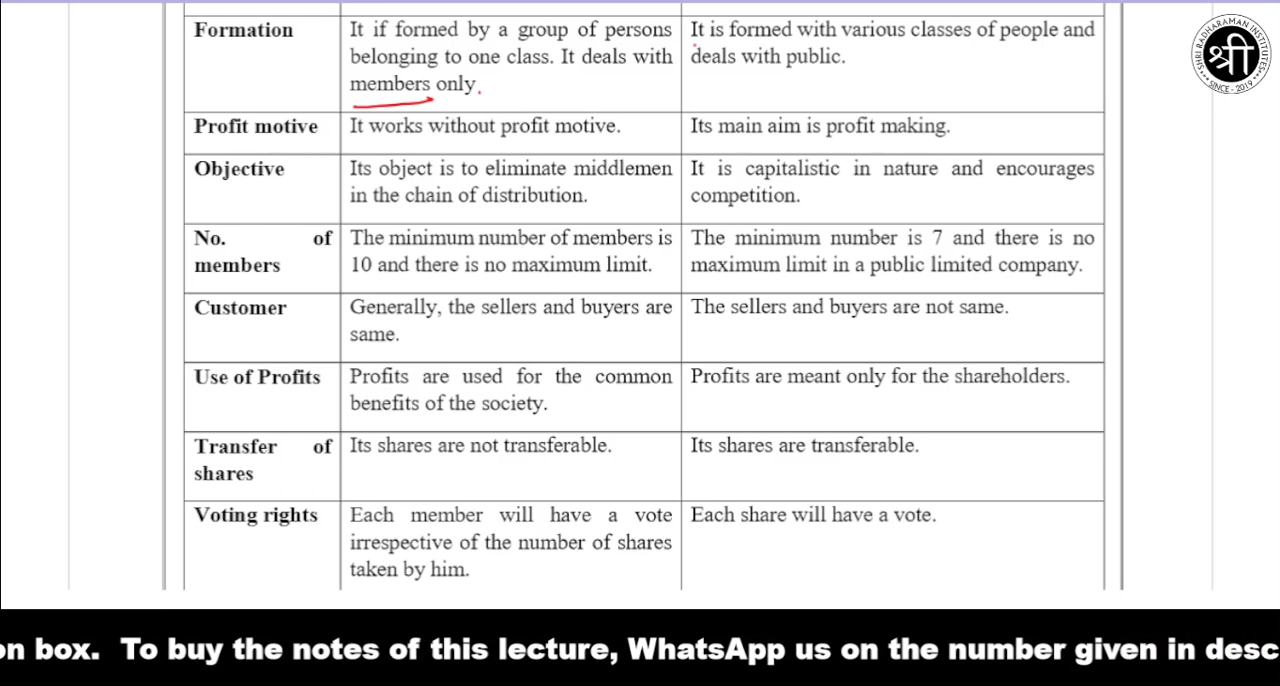 Formation
It if formed by a group of persons
belonging to one class. It deals with
members only.
It is formed with various classes of people and
deals with public.
Profit motive
It works without profit motive.
Its main aim is profit making.
Objective
Its object is to eliminate middlemen
in the chain of distribution.
It is capitalistic in nature and encourages
competition.
No. of
members
The minimum number of members is
10 and there is no maximum limit.
The minimum number is 7 and there is no
maximum limit in a public limited company.
Customer
Generally, the sellers and buyers are
same.
The sellers and buyers are not same.
Use of Profits
Profits are used for the common
benefits of the society.
Profits are meant only for the shareholders.
Transfer of
shares
Its shares are not transferable.
Its shares are transferable.
Voting rights
Each member will have a vote
irrespective of the number of shares
taken by him.
Each share will have a vote.
SHRI RADHARAMAN INSTITUTES
श्री
SINCE - 2019
on box. To buy the notes of this lecture, WhatsApp us on the number given in desc